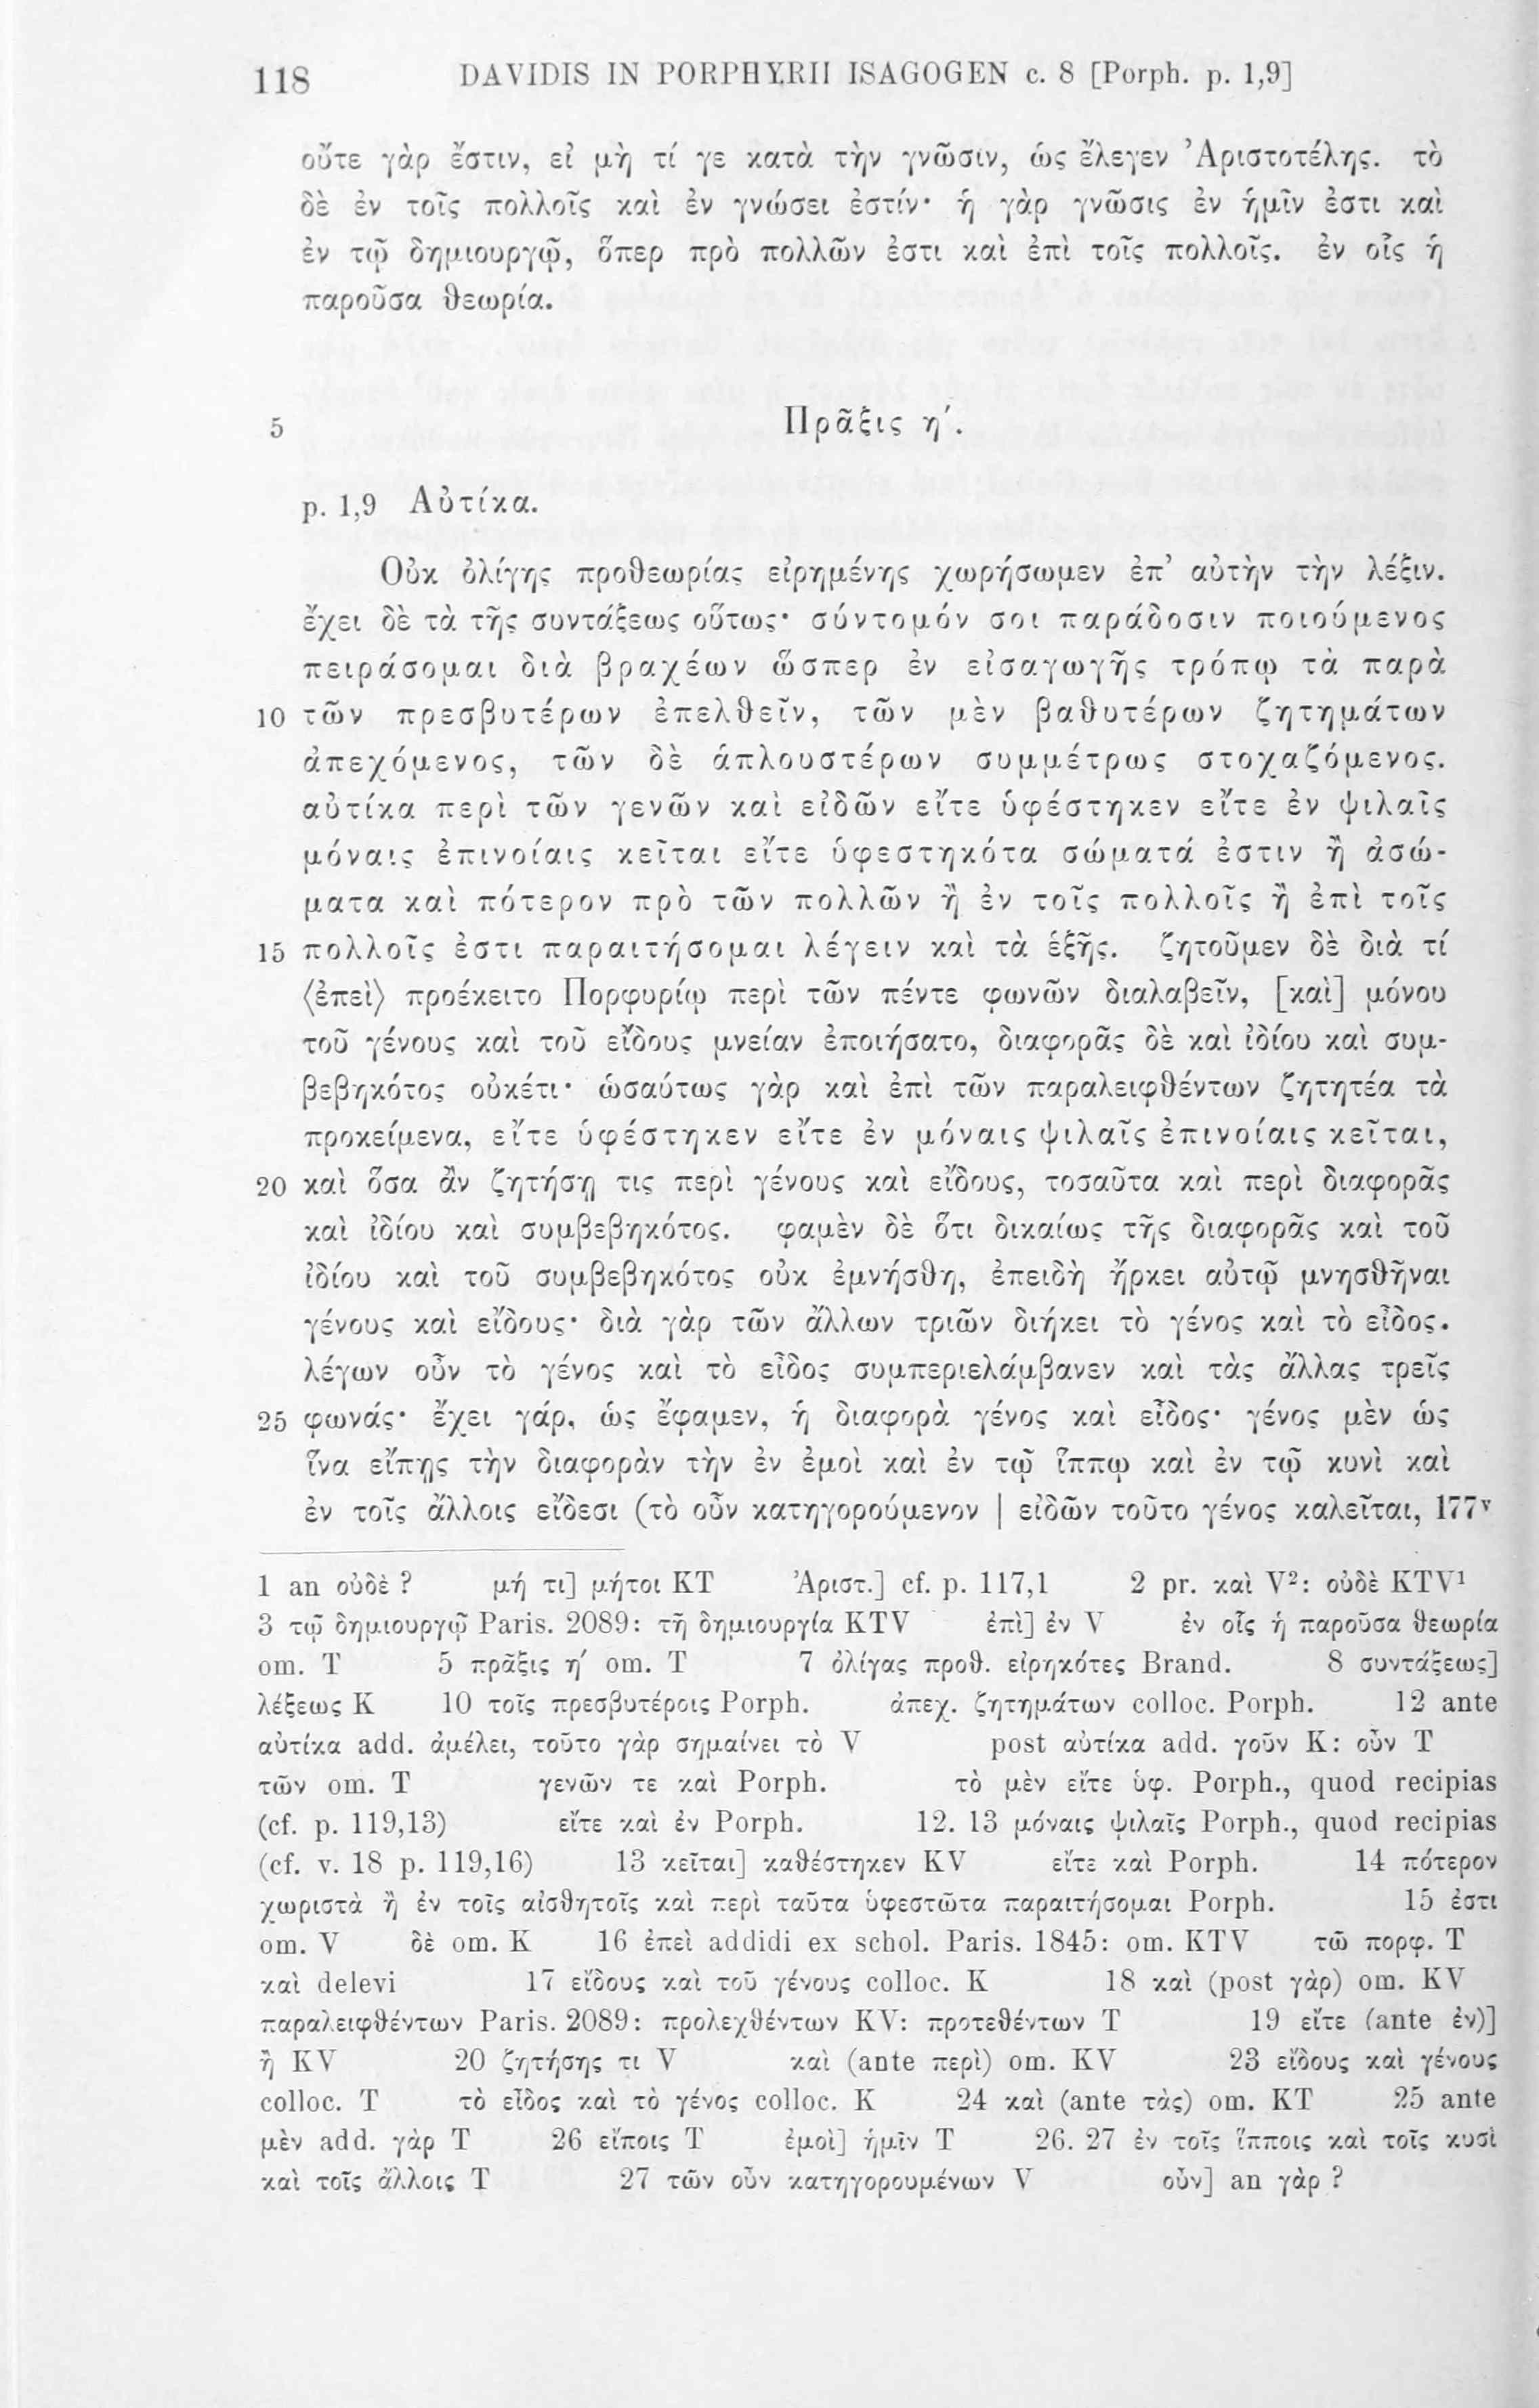 118 DAVIDIS IN PORPHYRII ISAGOGEN c. 8 [Porph. p. 1,9]
οὔτε γὰρ ἔστιν, εἰ μὴ τί γε κατὰ τὴν γνῶσιν, ὡς ἔλεγεν Ἀριστοτέλης. τὸ
δὲ ἐν τοῖς πολλοῖς καὶ ἐν γνώσει ἐστίν· ἡ γὰρ γνῶσις ἐν ἡμῖν ἐστι καὶ
ἐν τῷ δημιουργῷ, ὅπερ πρὸ πολλῶν ἐστι καὶ ἐπὶ τοῖς πολλοῖς. ἐν οἷς ἡ
παροῦσα θεωρία.
5 Πρᾶξις η΄.
p. 1,9 Αὐτίκα.
Οὐκ ὀλίγης προθεωρίας εἰρημένης χωρήσωμεν ἐπ’ αὐτὴν τὴν λέξιν.
ἔχει δὲ τὰ τῆς συντάξεως οὕτως· σύντομόν σοι παράδοσιν ποιούμενος
πειράσομαι διὰ βραχέων ὥσπερ ἐν εἰσαγωγῆς τρόπῳ τὰ παρὰ
10 τῶν πρεσβυτέρων ἐπελθεῖν, τῶν μὲν βαθυτέρων ζητημάτων
ἀπεχόμενος, τῶν δὲ ἁπλουστέρων συμμέτρως στοχαζόμενος.
αὐτίκα περὶ τῶν γενῶν καὶ εἰδῶν εἴτε ὑφέστηκεν εἴτε ἐν ψιλαῖς
μόναις ἐπινοίαις κεῖται εἴτε ὑφεστηκότα σώματά ἐστιν ἢ ἀσώ-
ματα καὶ πότερον πρὸ τῶν πολλῶν ἢ ἐν τοῖς πολλοῖς ἢ ἐπὶ τοῖς
15 πολλοῖς ἐστι παραιτήσομαι λέγειν καὶ τὰ ἑξῆς. ζητοῦμεν δὲ διὰ τί
⟨ἐπεὶ⟩ προέκειτο Πορφυρίῳ περὶ τῶν πέντε φωνῶν διαλαβεῖν, [καὶ] μόνου
τοῦ γένους καὶ τοῦ εἴδους μνείαν ἐποιήσατο, διαφορᾶς δὲ καὶ ἰδίου καὶ συμ-
βεβηκότος οὐκέτι· ὡσαύτως γὰρ καὶ ἐπὶ τῶν παραλειφθέντων ζητητέα τὰ
προκείμενα, εἴτε ὑφέστηκεν εἴτε ἐν μόναις ψιλαῖς ἐπινοίαις κεῖται,
20 καὶ ὅσα ἂν ζητήσῃ τις περὶ γένους καὶ εἴδους, τοσαῦτα καὶ περὶ διαφορᾶς
καὶ ἰδίου καὶ συμβεβηκότος. φαμὲν δὲ ὅτι δικαίως τῆς διαφορᾶς καὶ τοῦ
ἰδίου καὶ τοῦ συμβεβηκότος οὐκ ἐμνήσθη, ἐπειδὴ ἤρκει αὐτῷ μνησθῆναι
γένους καὶ εἴδους· διὰ γὰρ τῶν ἄλλων τριῶν διήκει τὸ γένος καὶ τὸ εἶδος.
λέγων οὖν τὸ γένος καὶ τὸ εἶδος συμπεριελάμβανεν καὶ τὰς ἄλλας τρεῖς
25 φωνάς· ἔχει γάρ, ὡς ἔφαμεν, ἡ διαφορὰ γένος καὶ εἶδος· γένος μὲν ὡς
ἵνα εἴπῃς τὴν διαφορὰν τὴν ἐν ἐμοὶ καὶ ἐν τῷ ἵππῳ καὶ ἐν τῷ κυνὶ καὶ
ἐν τοῖς ἄλλοις εἴδεσι (τὸ οὖν κατηγορούμενον | εἰδῶν τοῦτο γένος καλεῖται, 177v
1 an οὐδὲ? μή τι] μήτοι KT Ἀριστ.] cf. p. 117,1 2 pr. καὶ V²: οὐδὲ KTV¹
3 τῷ δημιουργῷ Paris. 2089: τῇ δημιουργίᾳ KTV ἐπὶ] ἐν V ἐν οἷς ἡ παροῦσα θεωρία
om. T 5 πρᾶξις η΄ om. T 7 ὀλίγας προθ. εἰρηκότες Brand. 8 συντάξεως]
λέξεως K 10 τοῖς πρεσβυτέροις Porph. ἀπεχ. ζητημάτων colloc. Porph. 12 ante
αὐτίκα add. ἀμέλει, τοῦτο γὰρ σημαίνει τὸ V post αὐτίκα add. γοῦν K: οὖν T
τῶν om. T γενῶν τε καὶ Porph. τὸ μὲν εἴτε ὑφ. Porph., quod recipias
(cf. p. 119,13) εἴτε καὶ ἐν Porph. 12. 13 μόναις ψιλαῖς Porph., quod recipias
(cf. v. 18 p. 119,16) 13 κεῖται] καθέστηκεν KV εἴτε καὶ Porph. 14 πότερον
χωριστὰ ἢ ἐν τοῖς αἰσθητοῖς καὶ περὶ ταῦτα ὑφεστῶτα παραιτήσομαι Porph. 15 ἐστι
om. V δὲ om. K 16 ἐπεὶ addidi ex schol. Paris. 1845: om. KTV τῶ πορφ. T
καὶ delevi 17 εἴδους καὶ τοῦ γένους colloc. K 18 καὶ (post γὰρ) om. KV
παραλειφθέντων Paris. 2089: προλεχθέντων KV: προτεθέντων T 19 εἴτε (ante ἐν)]
ἢ KV 20 ζητήσης τι V καὶ (ante περὶ) om. KV 23 εἴδους καὶ γένους
colloc. T τὸ εἶδος καὶ τὸ γένος colloc. K 24 καὶ (ante τὰς) om. KT 25 ante
μὲν add. γὰρ T 26 εἴποις T ἐμοὶ] ἡμῖν T 26. 27 ἐν τοῖς ἵπποις καὶ τοῖς κυσὶ
καὶ τοῖς ἄλλοις T 27 τῶν οὖν κατηγορουμένων V οὖν] an γὰρ?